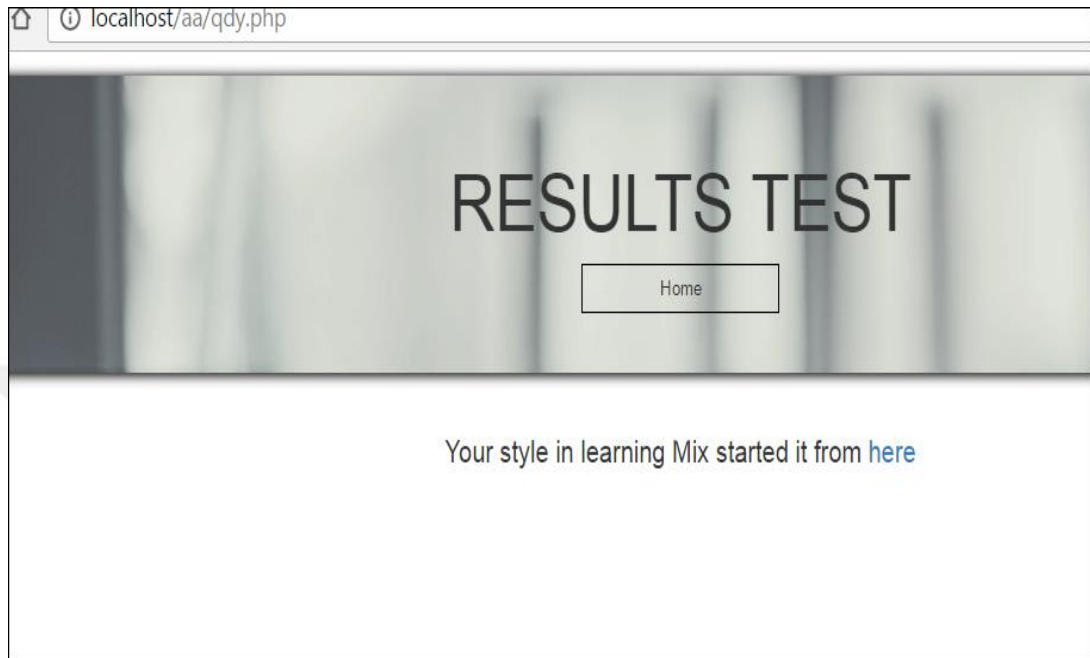 localhost/aa/qdy.php
RESULTS TEST
Home
Your style in learning Mix started it from here